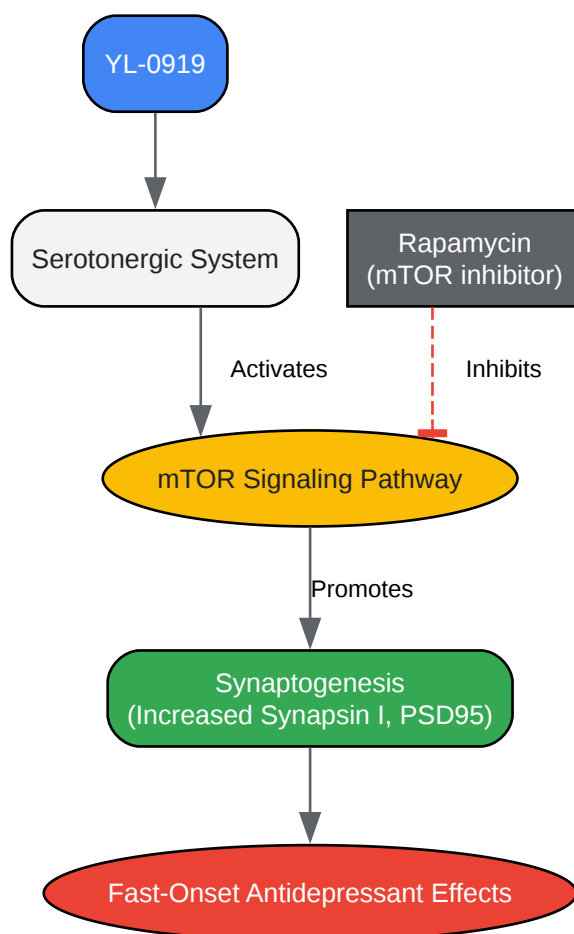 YL-0919
Serotonergic System
Rapamycin
(mTOR inhibitor)
Activates
Inhibits
mTOR Signaling Pathway
Promotes
Synaptogenesis
(Increased Synapsin I, PSD95)
Fast-Onset Antidepressant Effects